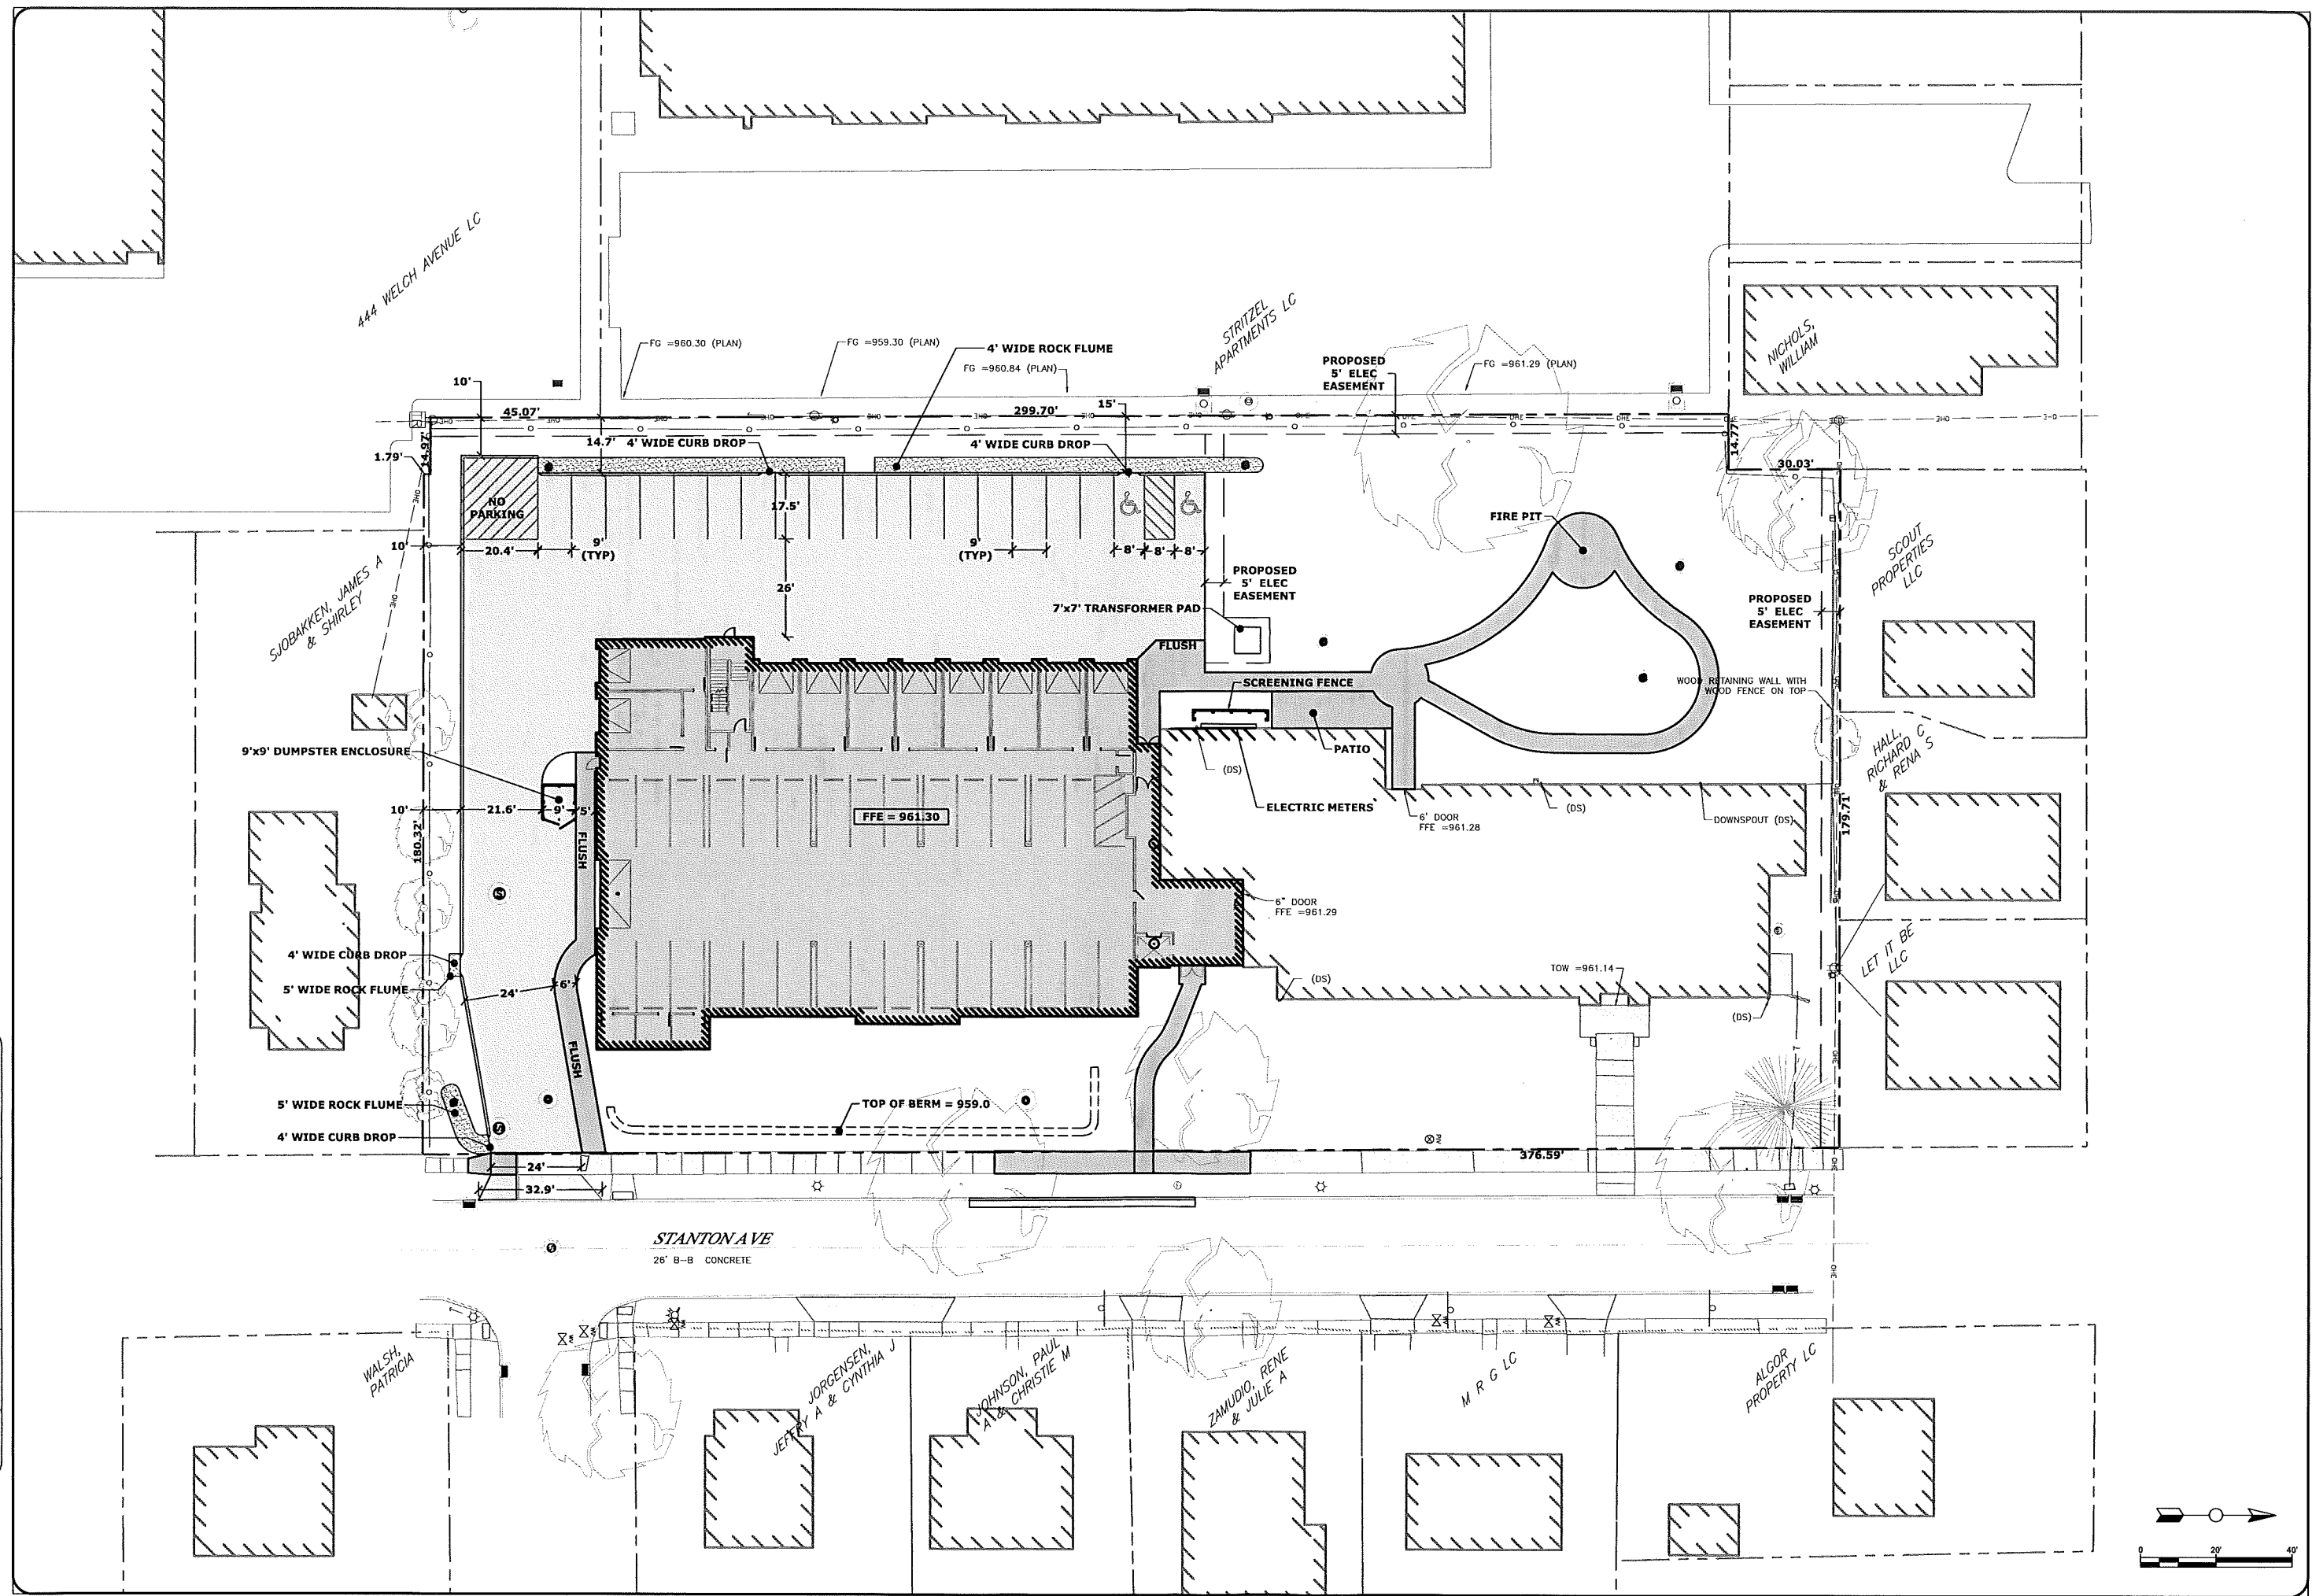 444 WELCH AVENUE LC
STRITZEL
APARTMENTS LC
NICHOLS,
WILLIAM
FG =960.30 (PLAN)
FG =959.30 (PLAN)
4' WIDE ROCK FLUME
FG =960.84 (PLAN)
PROPOSED
5' ELEC
EASEMENT
FG =961.29 (PLAN)
10'
45.07'
299.70'
15'
OHE
OHE
OHE
OHE
OHE
OHE
OHE
OHE
14.97'
14.7'
4' WIDE CURB DROP
4' WIDE CURB DROP
14.77'
1.79'
30.03'
NO
PARKING
17.5'
FIRE PIT
10'
20.4'
9'
(TYP)
9'
(TYP)
8'
8'
8'
SCOUT
PROPERTIES
LLC
SJOBAKKEN, JAMES A
& SHIRLEY
26'
PROPOSED
5' ELEC
EASEMENT
PROPOSED
5' ELEC
EASEMENT
7'x7' TRANSFORMER PAD
FLUSH
SCREENING FENCE
WOOD RETAINING WALL WITH
WOOD FENCE ON TOP
HALL,
RICHARD C
& RENA S
9'x9' DUMPSTER ENCLOSURE
PATIO
(DS)
10'
21.6'
9'
5'
FFE = 961.30
ELECTRIC METERS
6' DOOR
FFE =961.28
(DS)
DOWNSPOUT (DS)
180.32'
179.71'
FLUSH
6" DOOR
FFE =961.29
LET IT BE
LLC
4' WIDE CURB DROP
5' WIDE ROCK FLUME
24'
6'
(DS)
TOW =961.14
(DS)
FLUSH
5' WIDE ROCK FLUME
TOP OF BERM = 959.0
4' WIDE CURB DROP
24'
376.59'
32.9'
STANTON AVE
26' B-B CONCRETE
WALSH,
PATRICIA
JORGENSEN,
JEFFRY A & CYNTHIA J
JOHNSON, PAUL
A & CHRISTIE M
ZAMUDIO, RENE
& JULIE A
M R G LC
ALGOR
PROPERTY LC
0 20' 40'